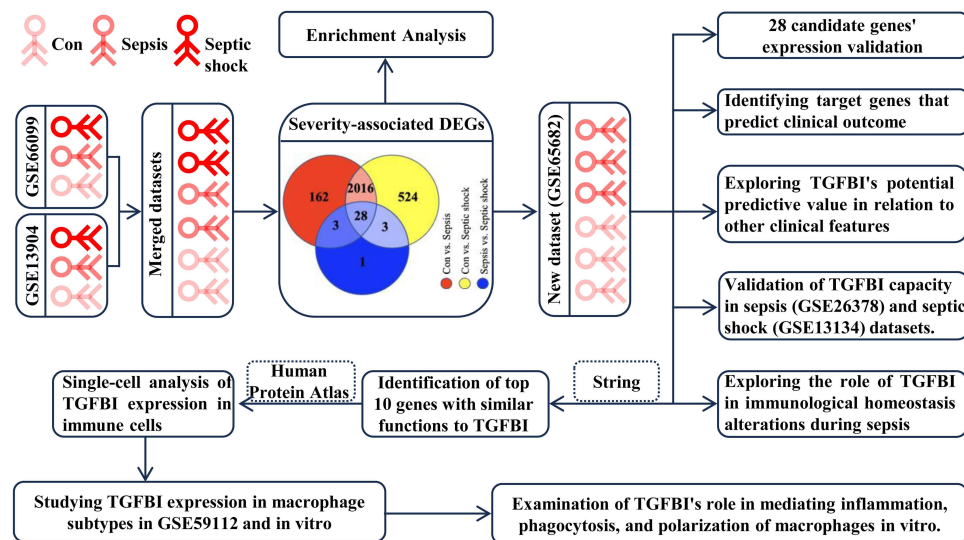 Con
Sepsis
Septic
shock
Enrichment Analysis
28 candidate genes'
expression validation
GSE66099
GSE13904
Merged datasets
Severity-associated DEGs
162
2016
524
3
28
3
1
Con vs. Sepsis
Con vs. Septic shock
Sepsis vs. Septic shock
New dataset (GSE65682)
Identifying target genes that
predict clinical outcome
Exploring TGFBI's potential
predictive value in relation to
other clinical features
Validation of TGFBI capacity
in sepsis (GSE26378) and septic
shock (GSE13134) datasets.
Single-cell analysis of
TGFBI expression in
immune cells
Human
Protein Atlas
Identification of top
10 genes with similar
functions to TGFBI
String
Exploring the role of TGFBI
in immunological homeostasis
alterations during sepsis
Studying TGFBI expression in macrophage
subtypes in GSE59112 and in vitro
Examination of TGFBI's role in mediating inflammation,
phagocytosis, and polarization of macrophages in vitro.